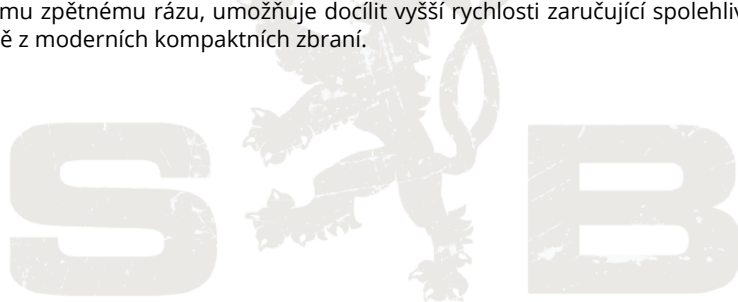 mu zpětnému rázu, umožňuje docílit vyšší rychlosti zaručující spolehliv
ě z moderních kompaktních zbraní.
S B